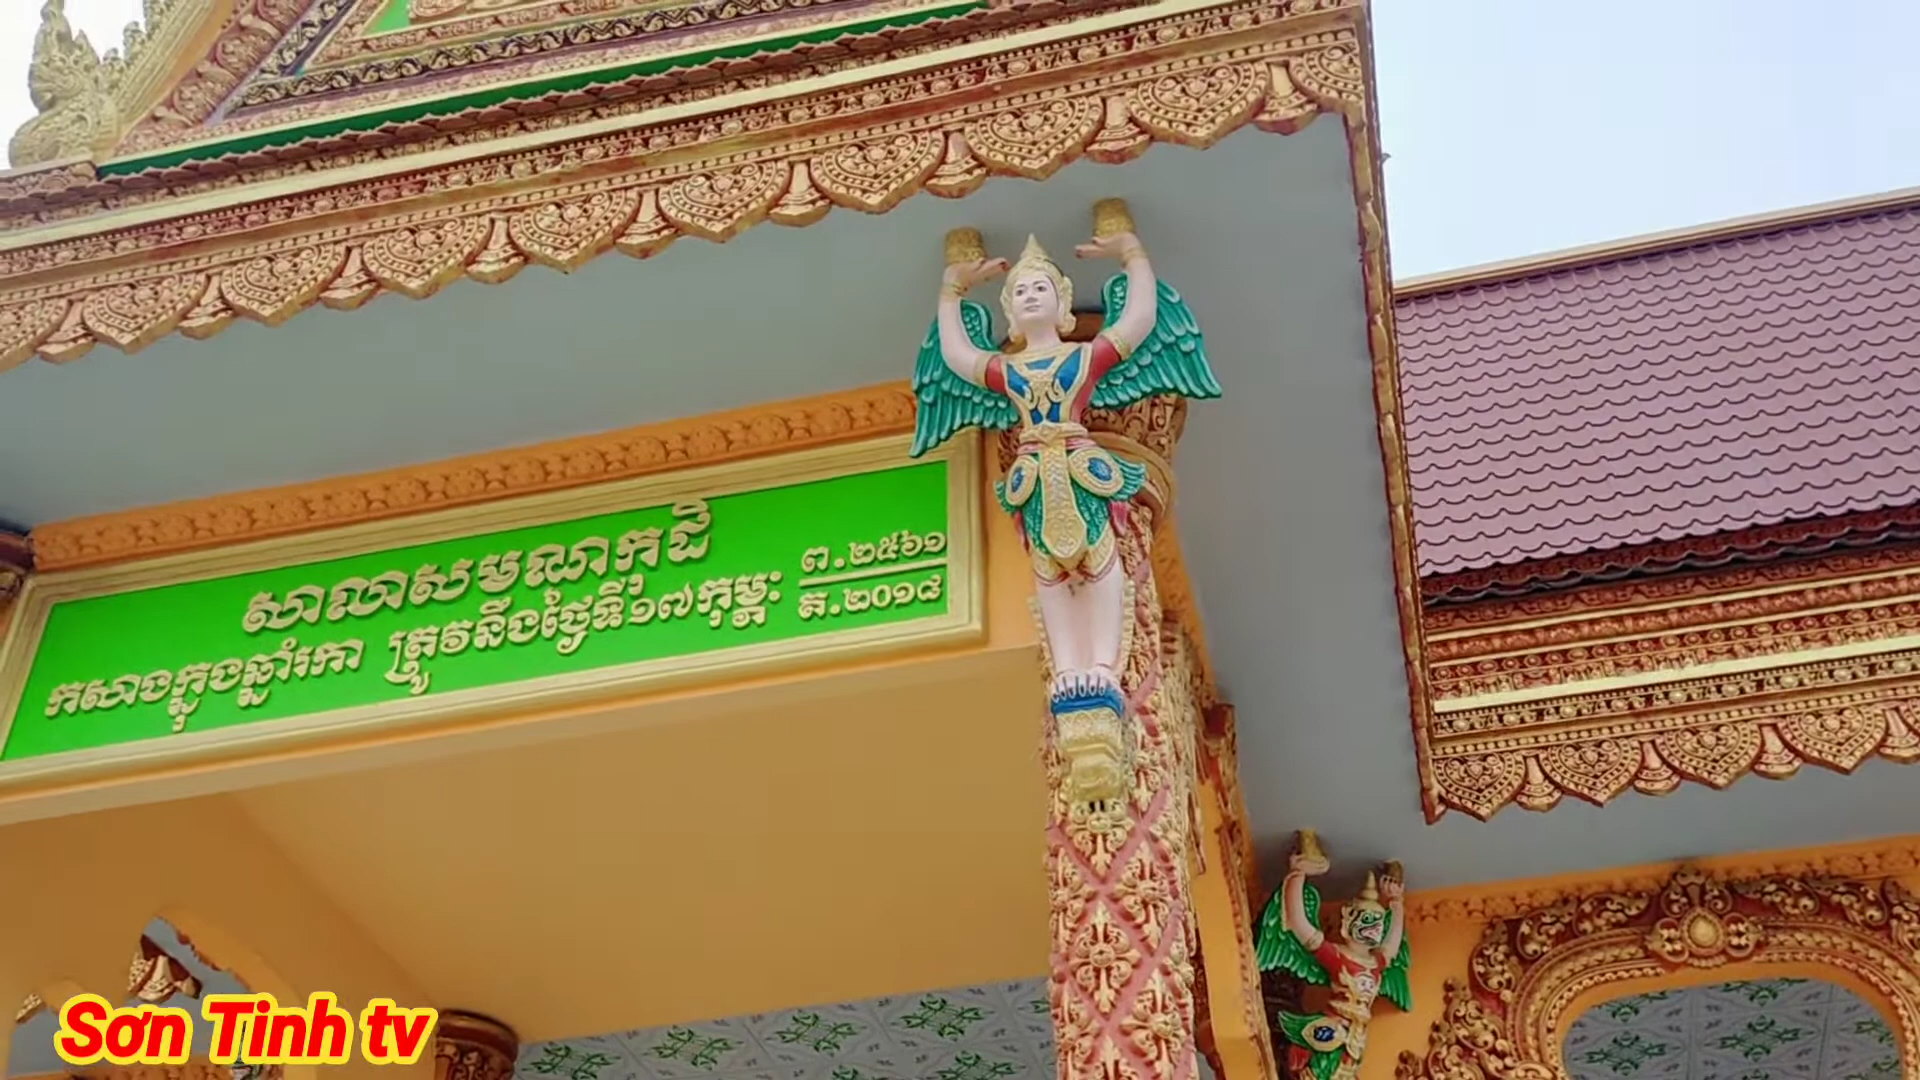 សាលាសមណកុដិ
កសាងក្នុងឆ្នាំរកា ត្រូវនឹងថ្ងៃទី១៧កុម្ភៈ
ព.២៥៦១
គ.២០១៨
Sơn Tinh tv